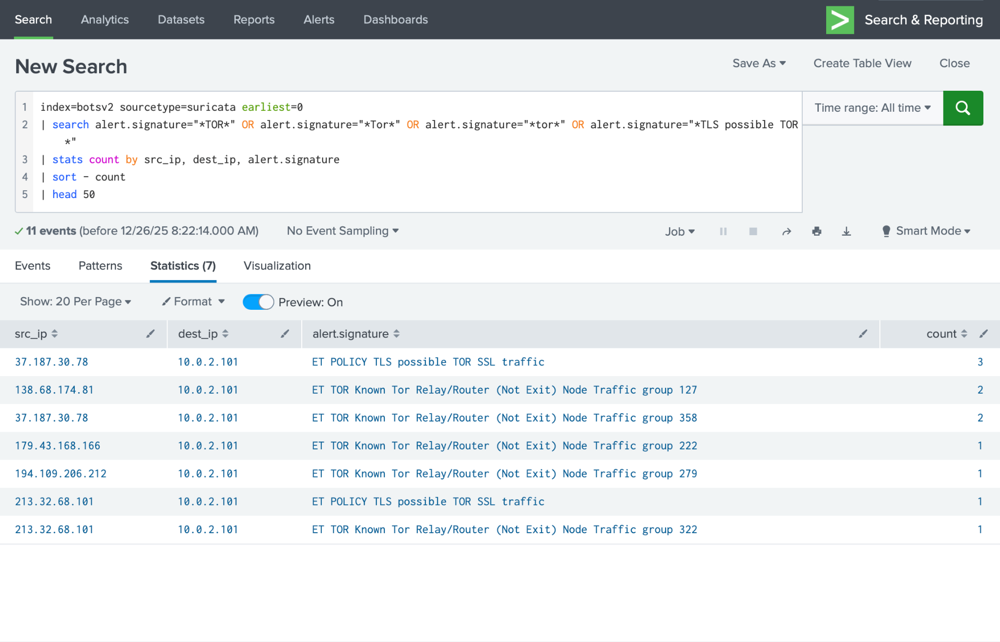 Search Analytics Datasets Reports Alerts Dashboards Search & Reporting
New Search
Save As Create Table View Close
1 index=botsv2 sourcetype=suricata earliest=0
2 | search alert.signature="*TOR*" OR alert.signature="*Tor*" OR alert.signature="*tor*" OR alert.signature="*TLS possible TOR
*"
3 | stats count by src_ip, dest_ip, alert.signature
4 | sort - count
5 | head 50
Time range: All time
11 events (before 12/26/25 8:22:14.000 AM) No Event Sampling Job Smart Mode
Events Patterns Statistics (7) Visualization
Show: 20 Per Page Format Preview: On
src_ip dest_ip alert.signature count
37.187.30.78 10.0.2.101 ET POLICY TLS possible TOR SSL traffic 3
138.68.174.81 10.0.2.101 ET TOR Known Tor Relay/Router (Not Exit) Node Traffic group 127 2
37.187.30.78 10.0.2.101 ET TOR Known Tor Relay/Router (Not Exit) Node Traffic group 358 2
179.43.168.166 10.0.2.101 ET TOR Known Tor Relay/Router (Not Exit) Node Traffic group 222 1
194.109.206.212 10.0.2.101 ET TOR Known Tor Relay/Router (Not Exit) Node Traffic group 279 1
213.32.68.101 10.0.2.101 ET POLICY TLS possible TOR SSL traffic 1
213.32.68.101 10.0.2.101 ET TOR Known Tor Relay/Router (Not Exit) Node Traffic group 322 1